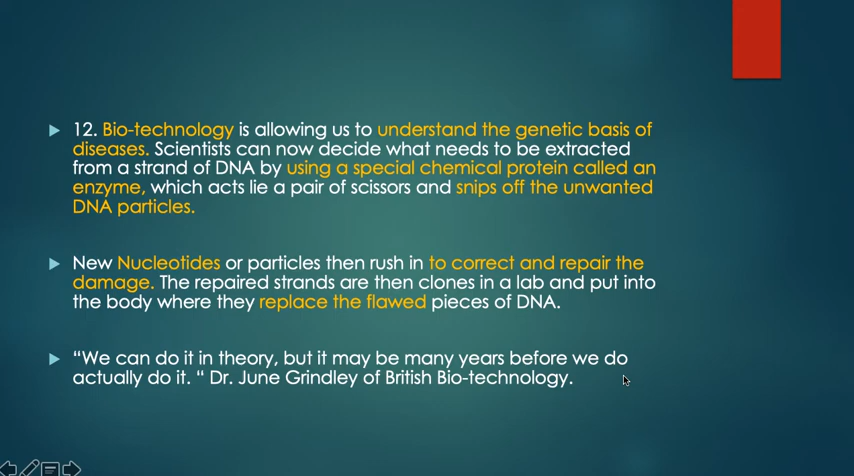 12. Bio-technology is allowing us to understand the genetic basis of
diseases. Scientists can now decide what needs to be extracted
from a strand of DNA by using a special chemical protein called an
enzyme, which acts lie a pair of scissors and snips off the unwanted
DNA particles.
New Nucleotides or particles then rush in to correct and repair the
damage. The repaired strands are then clones in a lab and put into
the body where they replace the flawed pieces of DNA.
“We can do it in theory, but it may be many years before we do
actually do it. “ Dr. June Grindley of British Bio-technology.